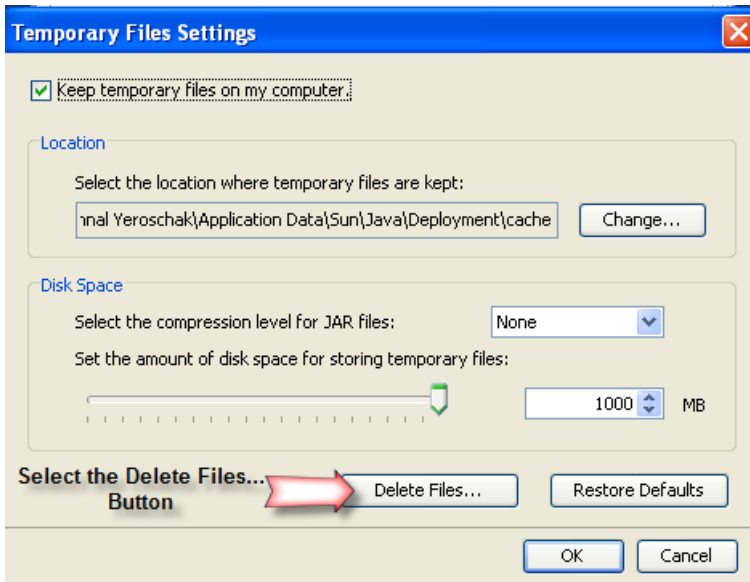 Temporary Files Settings
Keep temporary files on my computer.
Location
Select the location where temporary files are kept:
nnal Yeroschak\Application Data\Sun\Java\Deployment\cache
Change...
Disk Space
Select the compression level for JAR files:
None
Set the amount of disk space for storing temporary files:
1000
MB
Select the Delete Files...
Button
Delete Files...
Restore Defaults
OK
Cancel